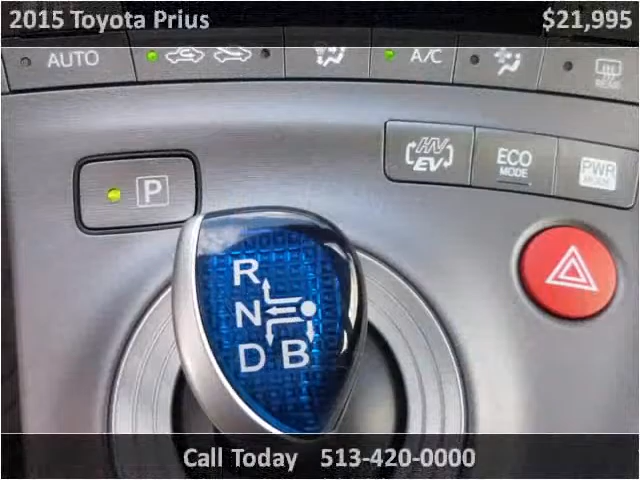 2015 Toyota Prius $21,995
AUTO A/C REAR
P HV EV ECO MODE PWR MODE
R
N
D B
Call Today 513-420-0000